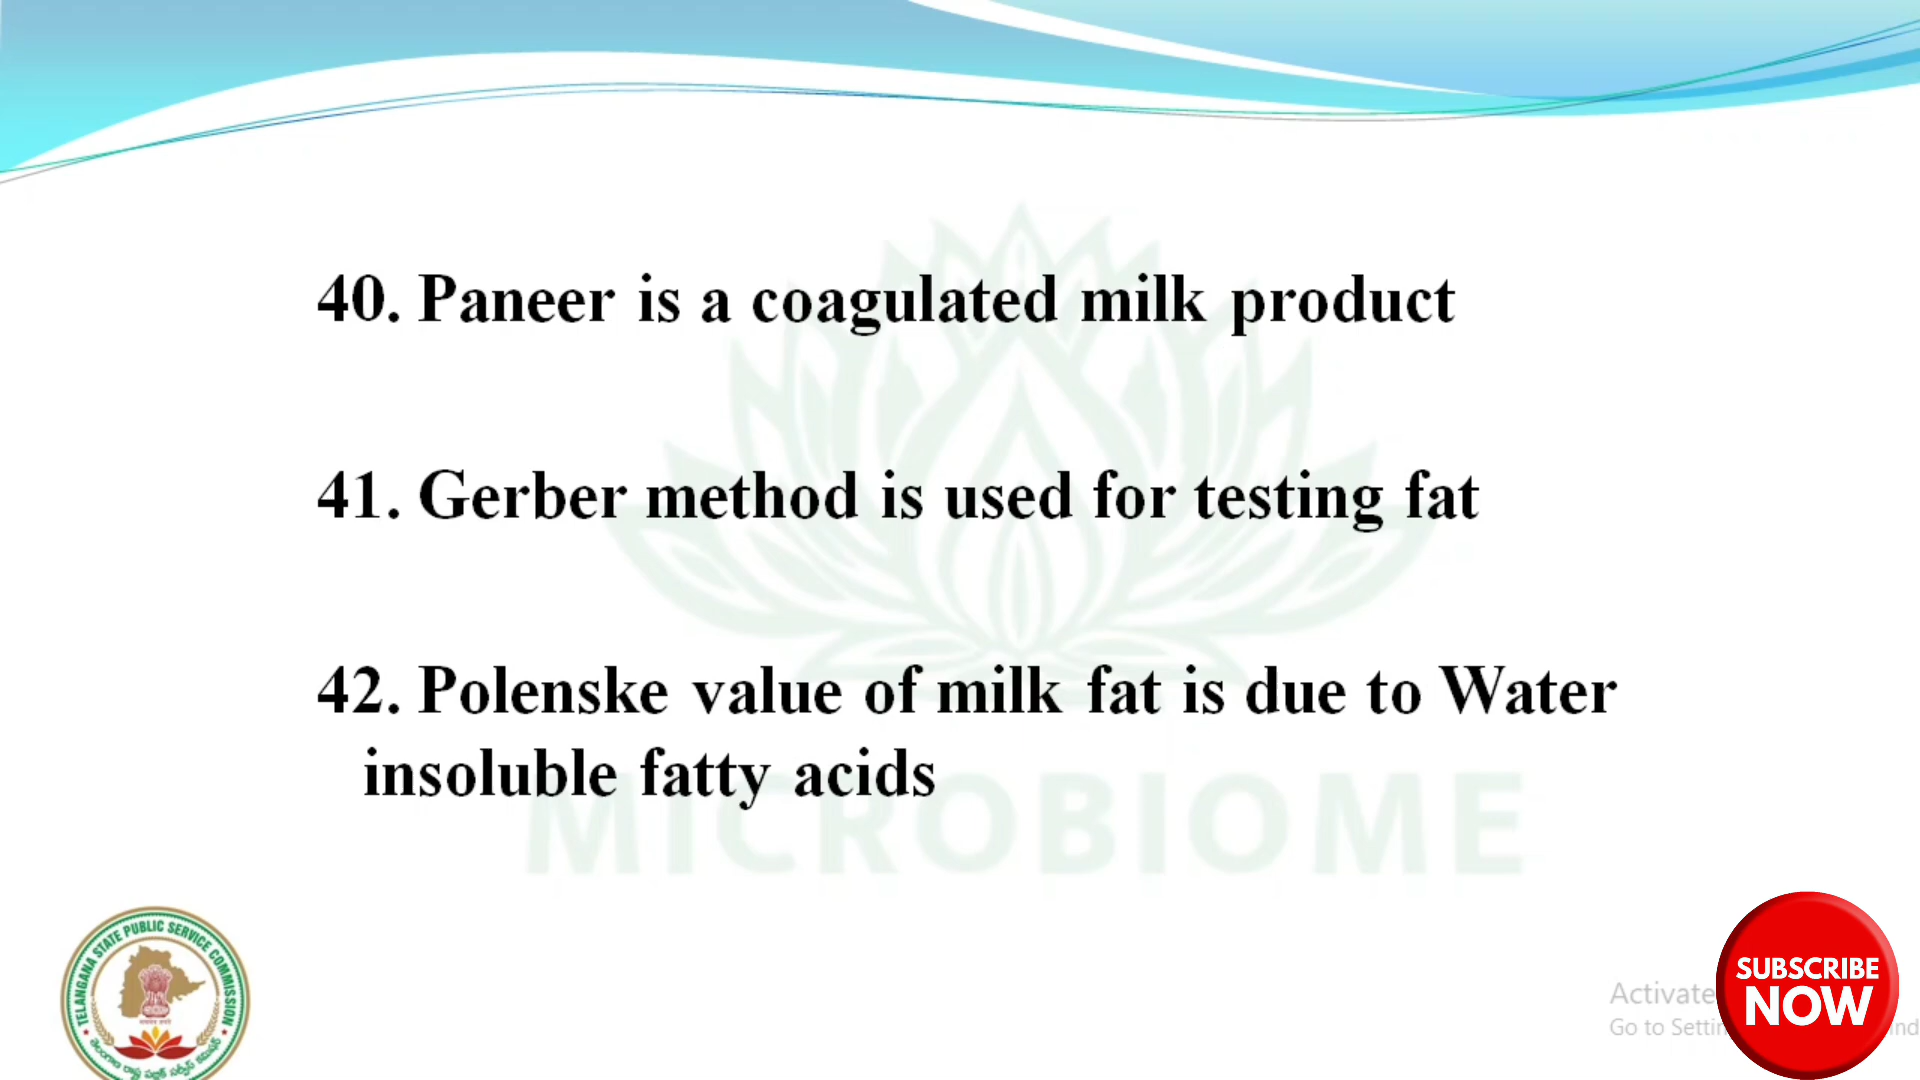 40. Paneer is a coagulated milk product
41. Gerber method is used for testing fat
42. Polenske value of milk fat is due to Water
insoluble fatty acids
MICROBIOME
TELANGANA STATE PUBLIC SERVICE COMMISSION
Activate
Go to Settin
SUBSCRIBE
NOW